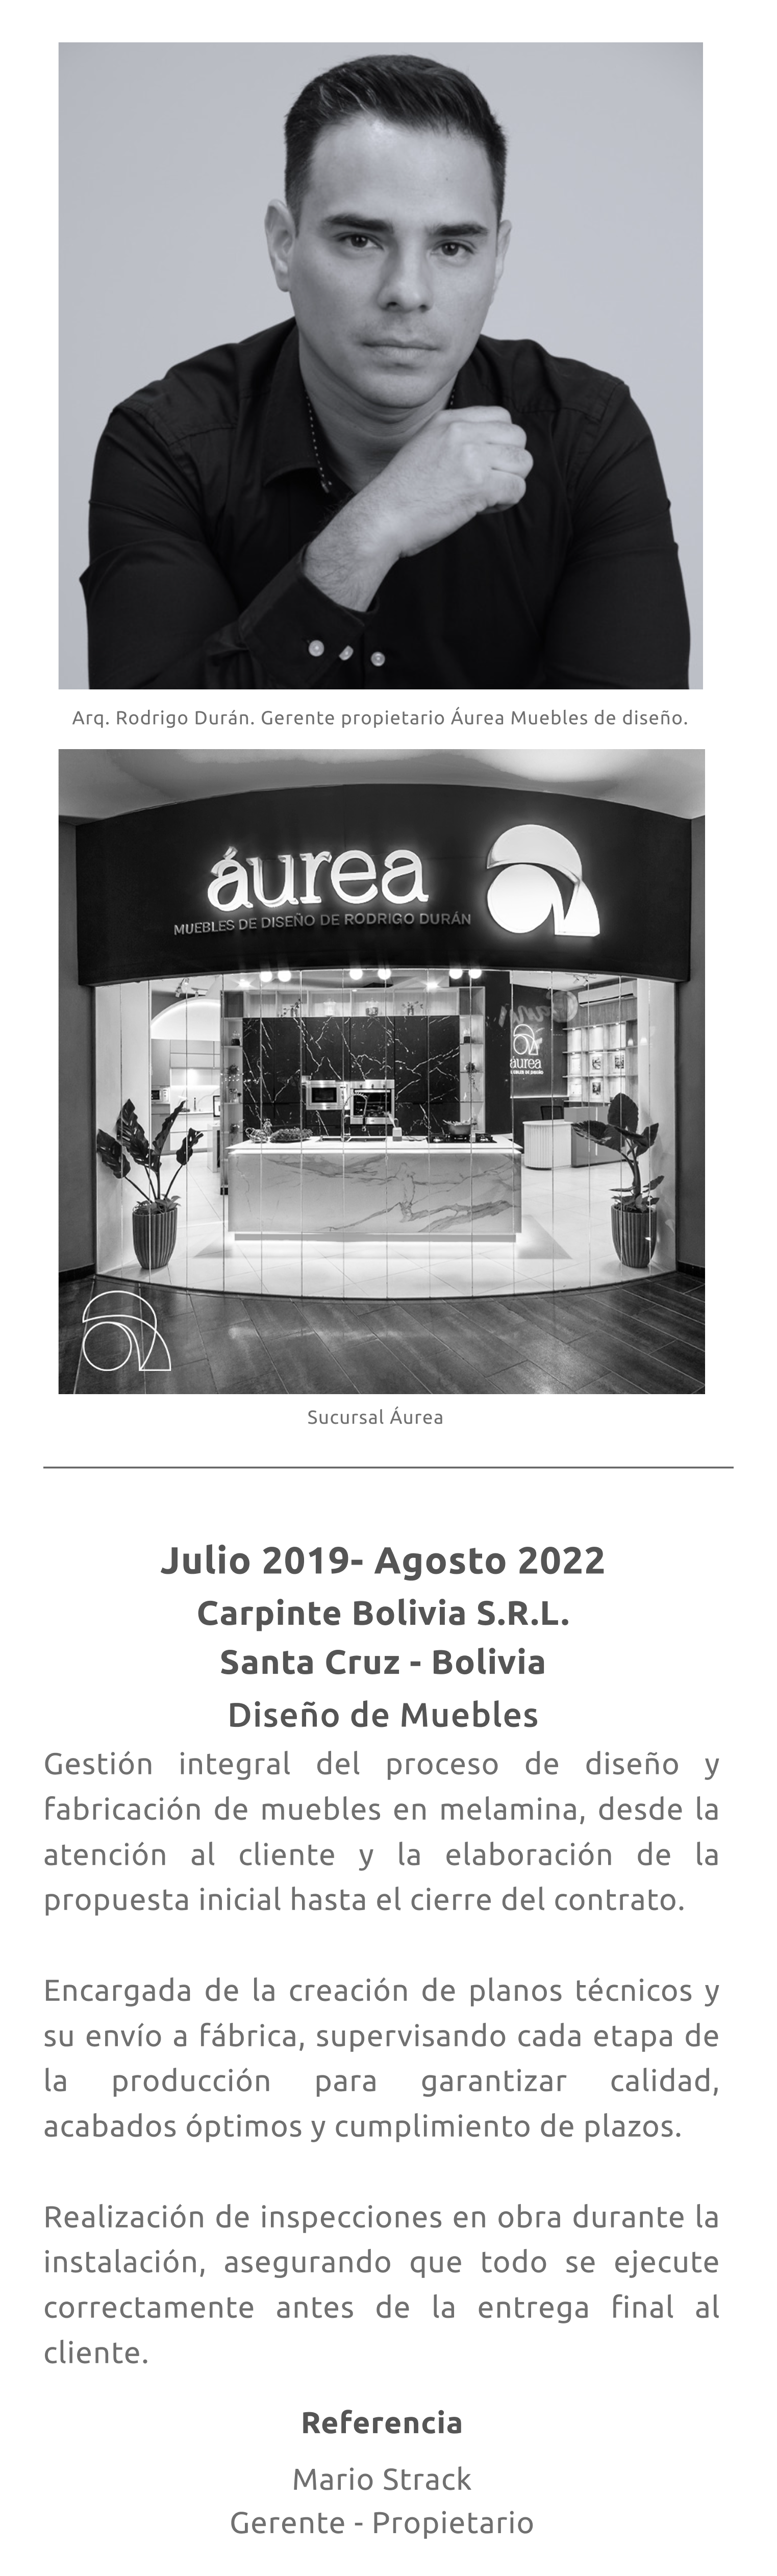 Arq. Rodrigo Durán. Gerente propietario Áurea Muebles de diseño.
áurea
MUEBLES DE DISEÑO DE RODRIGO DURÁN
áurea
MUEBLES DE DISEÑO
Sucursal Áurea
Julio 2019- Agosto 2022
Carpinte Bolivia S.R.L.
Santa Cruz - Bolivia
Diseño de Muebles
Gestión integral del proceso de diseño y
fabricación de muebles en melamina, desde la
atención al cliente y la elaboración de la
propuesta inicial hasta el cierre del contrato.
Encargada de la creación de planos técnicos y
su envío a fábrica, supervisando cada etapa de
la producción para garantizar calidad,
acabados óptimos y cumplimiento de plazos.
Realización de inspecciones en obra durante la
instalación, asegurando que todo se ejecute
correctamente antes de la entrega final al
cliente.
Referencia
Mario Strack
Gerente - Propietario